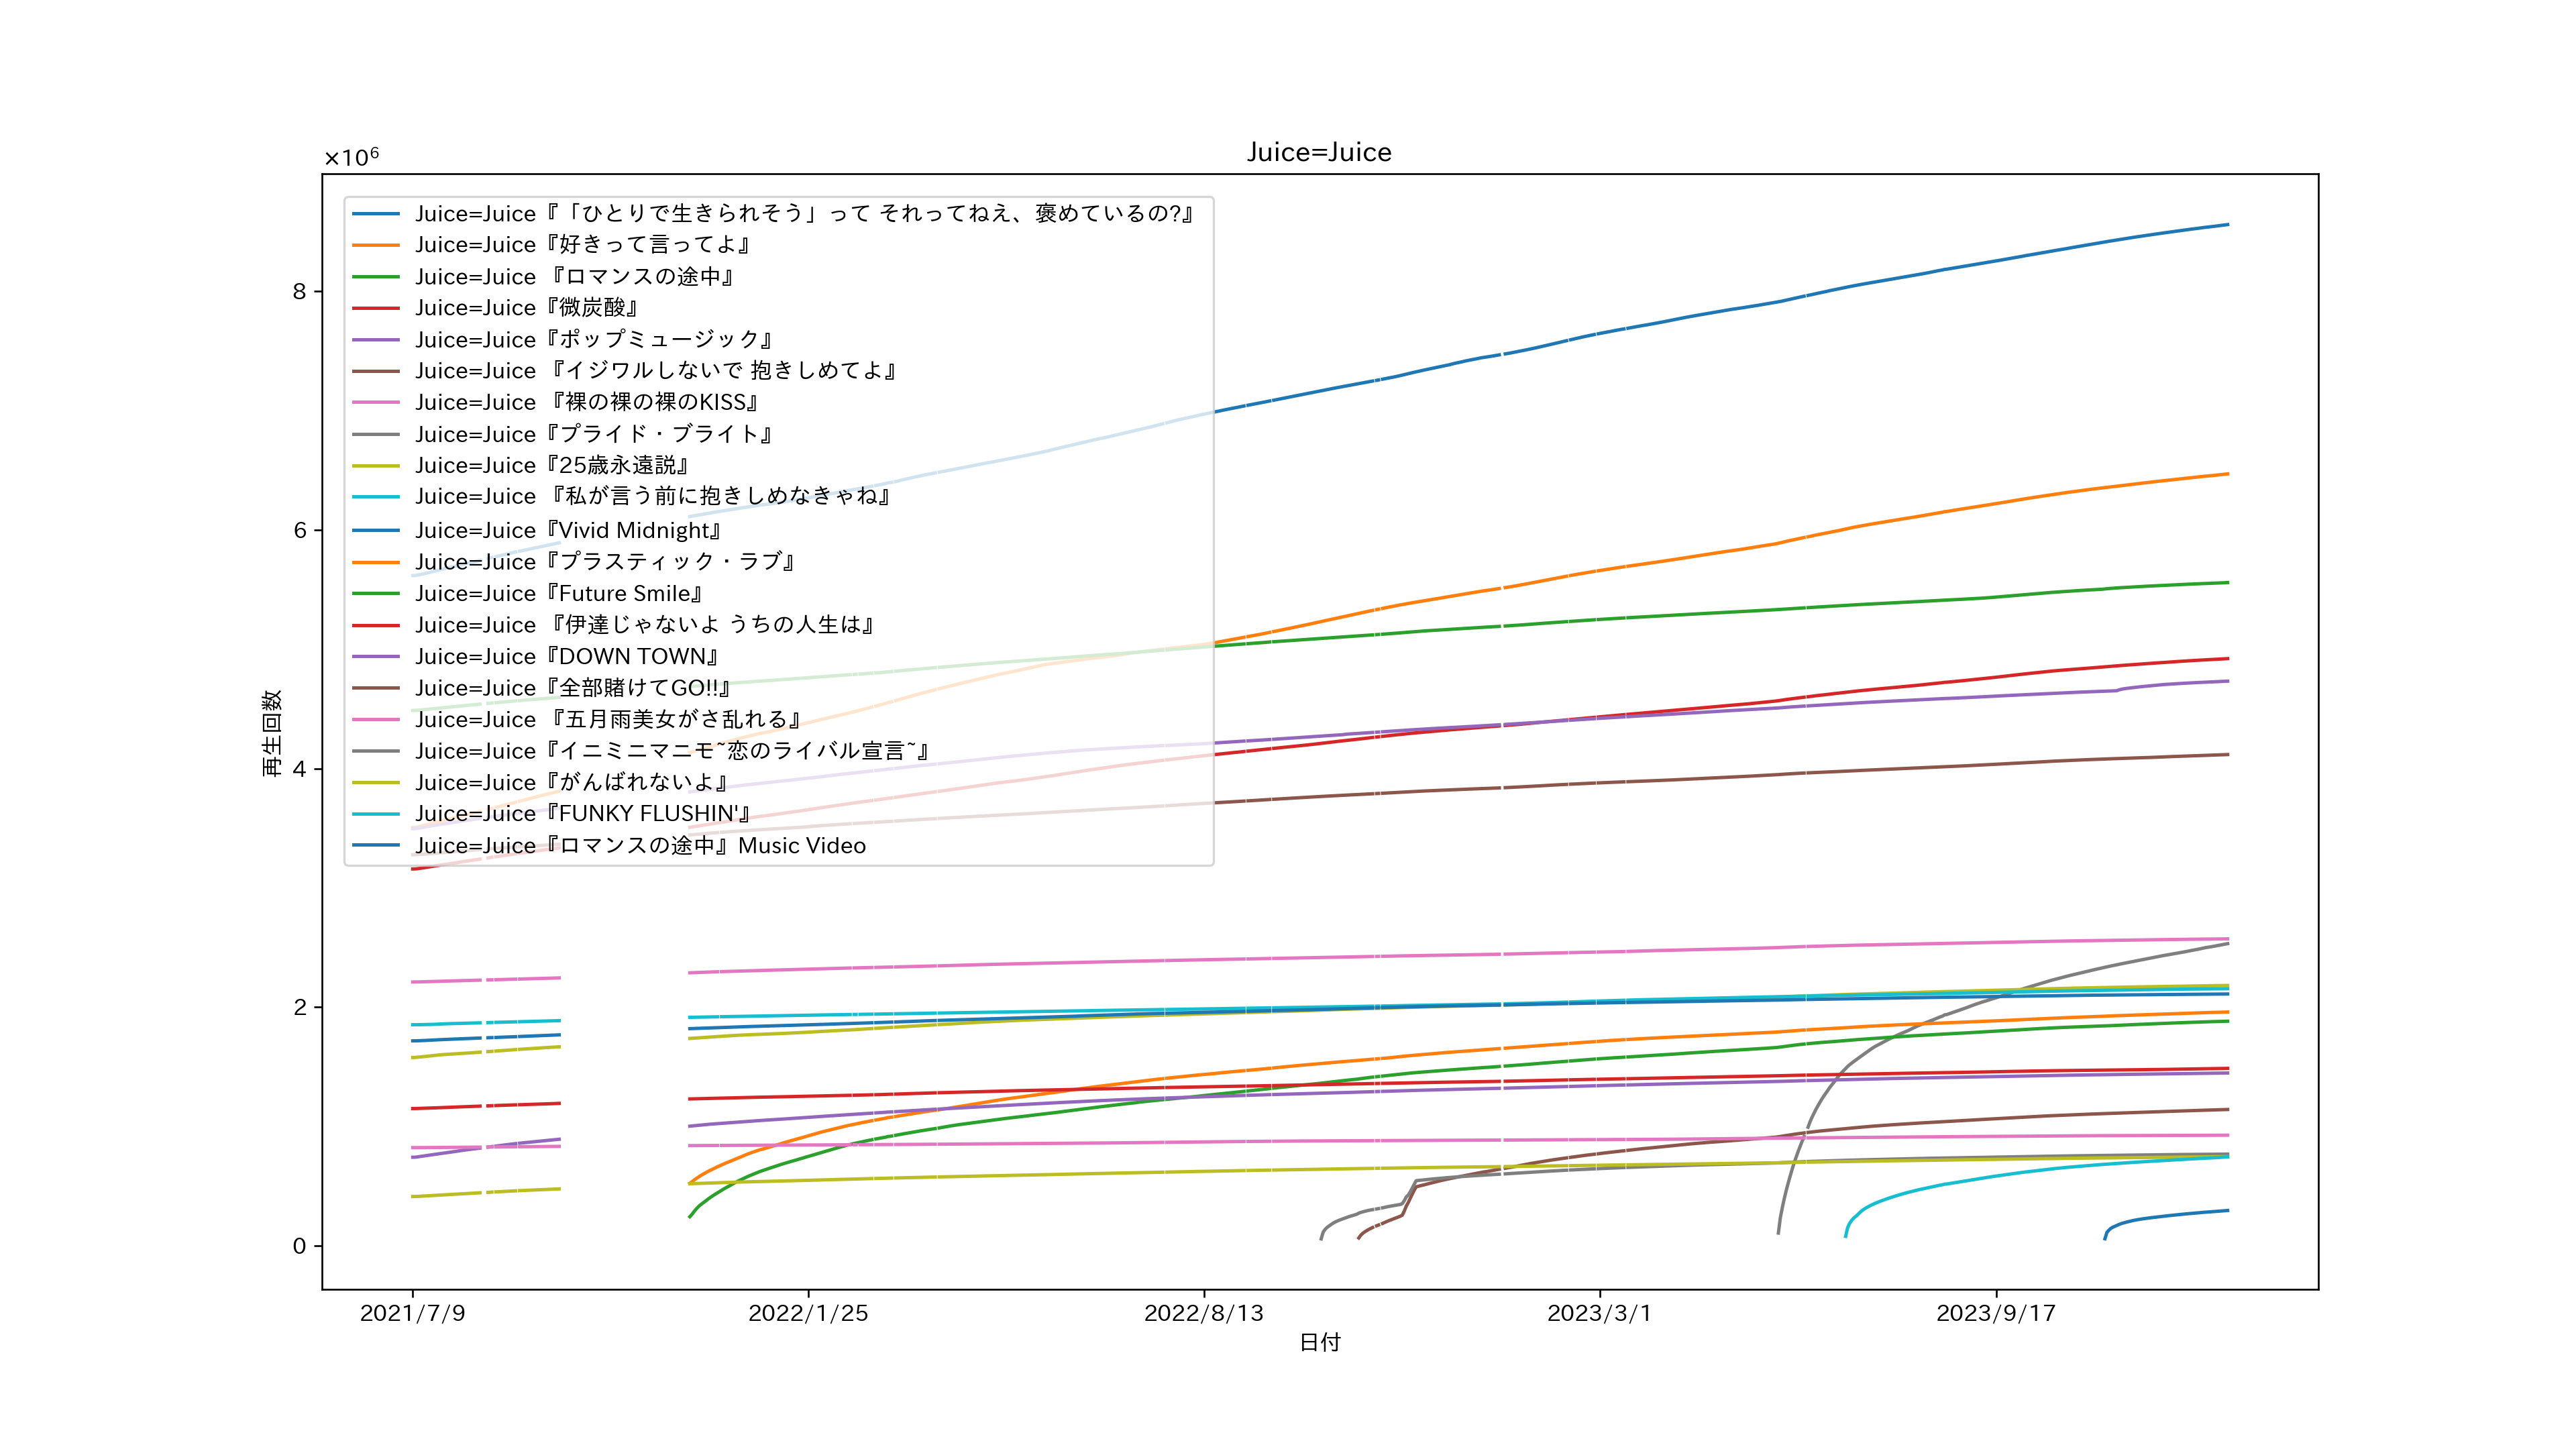 Juice=Juice
×10⁶
Juice=Juice『「ひとりで生きられそう」って それってねえ、褒めているの?』
Juice=Juice『好きって言ってよ』
Juice=Juice 『ロマンスの途中』
Juice=Juice『微炭酸』
Juice=Juice『ポップミュージック』
Juice=Juice 『イジワルしないで 抱きしめてよ』
Juice=Juice 『裸の裸の裸のKISS』
Juice=Juice『プライド・ブライト』
Juice=Juice『25歳永遠説』
Juice=Juice 『私が言う前に抱きしめなきゃね』
Juice=Juice『Vivid Midnight』
Juice=Juice『プラスティック・ラブ』
Juice=Juice『Future Smile』
Juice=Juice 『伊達じゃないよ うちの人生は』
Juice=Juice『DOWN TOWN』
Juice=Juice『全部賭けてGO!!』
Juice=Juice 『五月雨美女がさ乱れる』
Juice=Juice『イニミニマニモ~恋のライバル宣言~』
Juice=Juice『がんばれないよ』
Juice=Juice『FUNKY FLUSHIN'』
Juice=Juice『ロマンスの途中』Music Video
8
6
4
2
0
再生回数
2021/7/9 2022/1/25 2022/8/13 2023/3/1 2023/9/17
日付